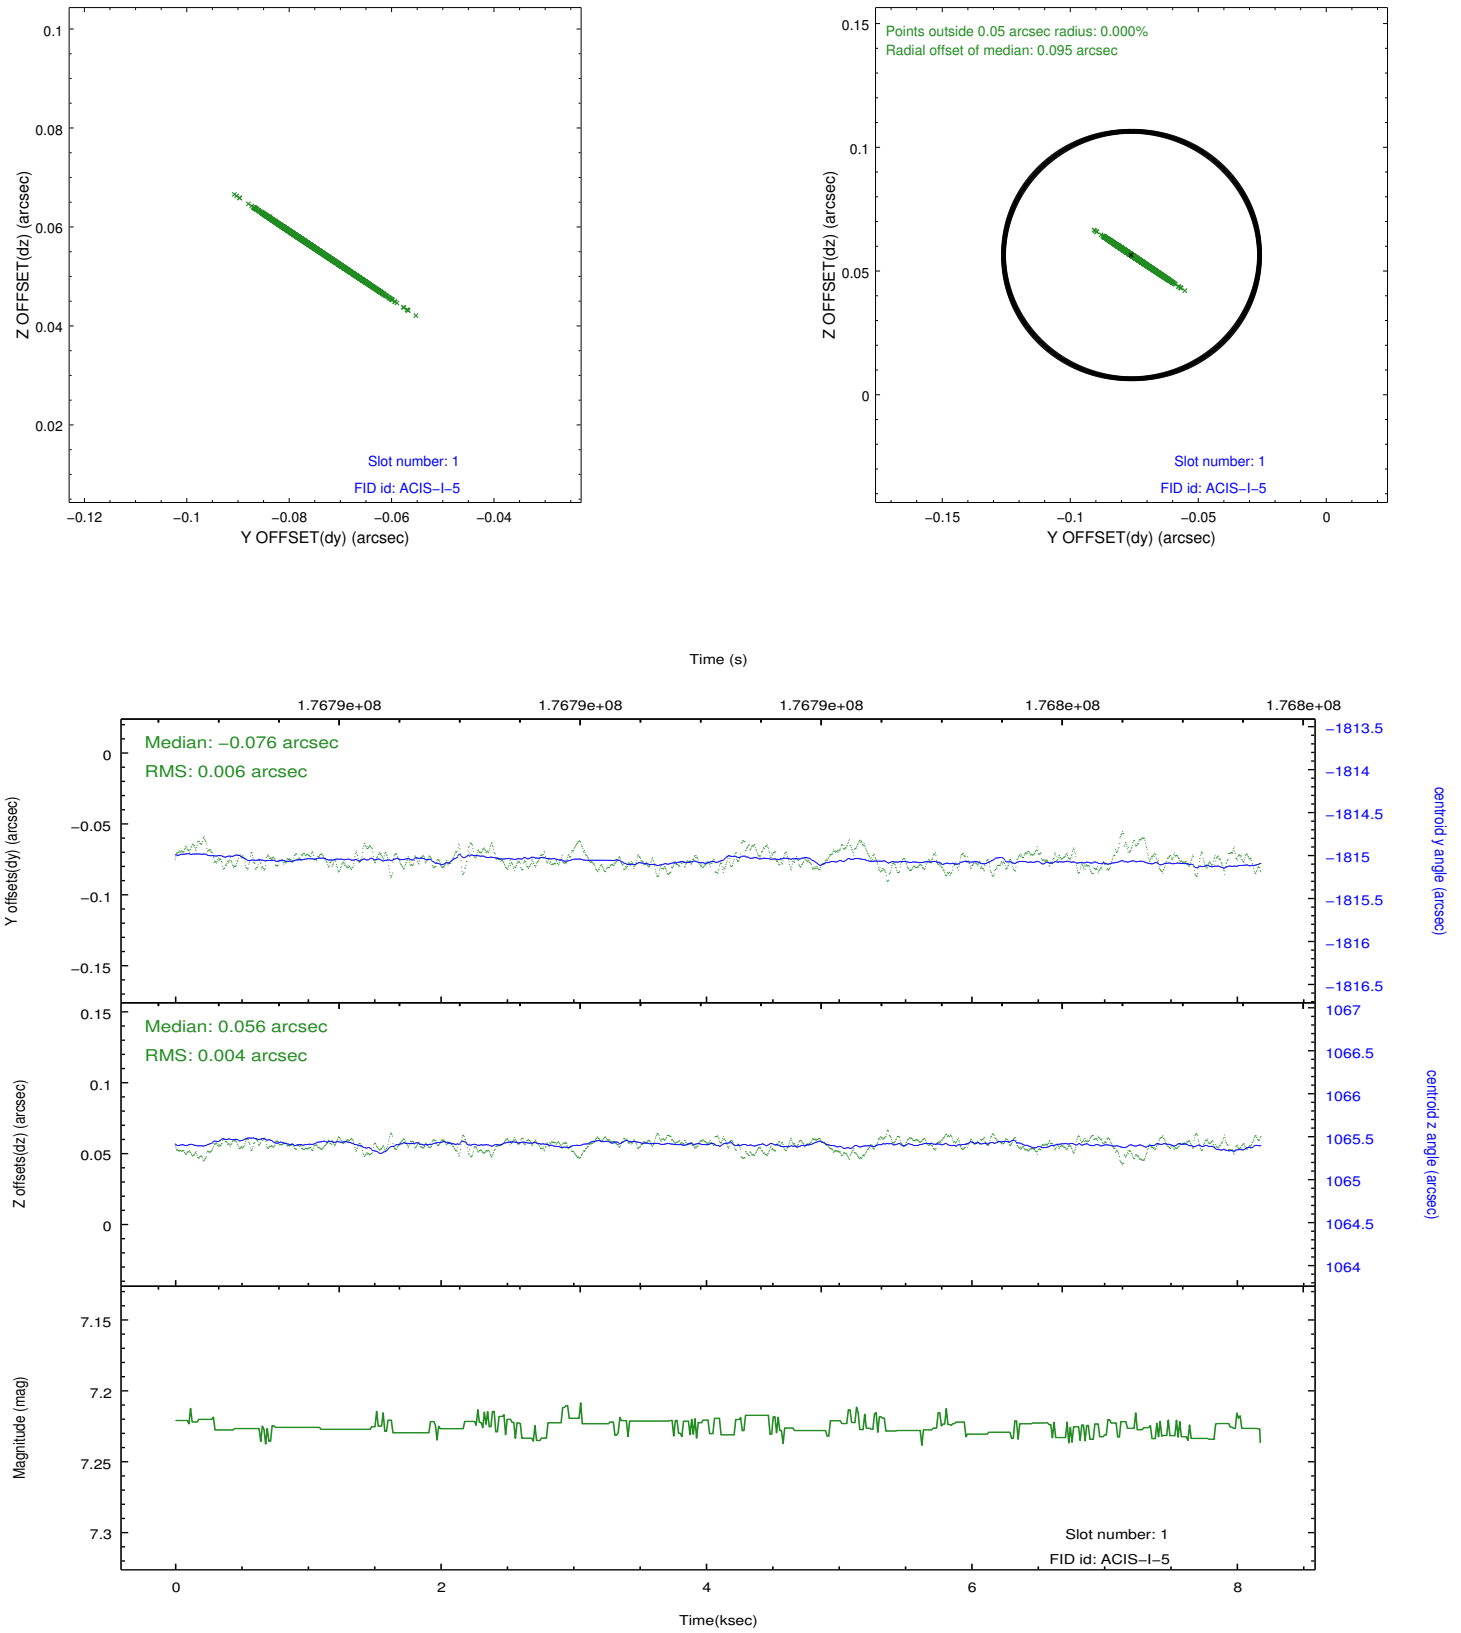 0.1
0.08
0.06
0.04
0.02
Z OFFSET(dz) (arcsec)
Slot number: 1
FID id: ACIS−I−5
−0.12 −0.1 −0.08 −0.06 −0.04
Y OFFSET(dy) (arcsec)
Points outside 0.05 arcsec radius: 0.000%
Radial offset of median: 0.095 arcsec
0.15
0.1
0.05
0
Z OFFSET(dz) (arcsec)
Slot number: 1
FID id: ACIS−I−5
−0.15 −0.1 −0.05 0
Y OFFSET(dy) (arcsec)
Time (s)
1.7679e+08 1.7679e+08 1.7679e+08 1.768e+08 1.768e+08
Median: −0.076 arcsec
RMS: 0.006 arcsec
0
−0.05
−0.1
−0.15
Y offsets(dy) (arcsec)
−1813.5
−1814
−1814.5
−1815
−1815.5
−1816
−1816.5
centroid y angle (arcsec)
Median: 0.056 arcsec
RMS: 0.004 arcsec
0.15
0.1
0.05
0
Z offsets(dz) (arcsec)
1067
1066.5
1066
1065.5
1065
1064.5
1064
centroid z angle (arcsec)
7.15
7.2
7.25
7.3
Magnitude (mag)
Slot number: 1
FID id: ACIS−I−5
0 2 4 6 8
Time(ksec)